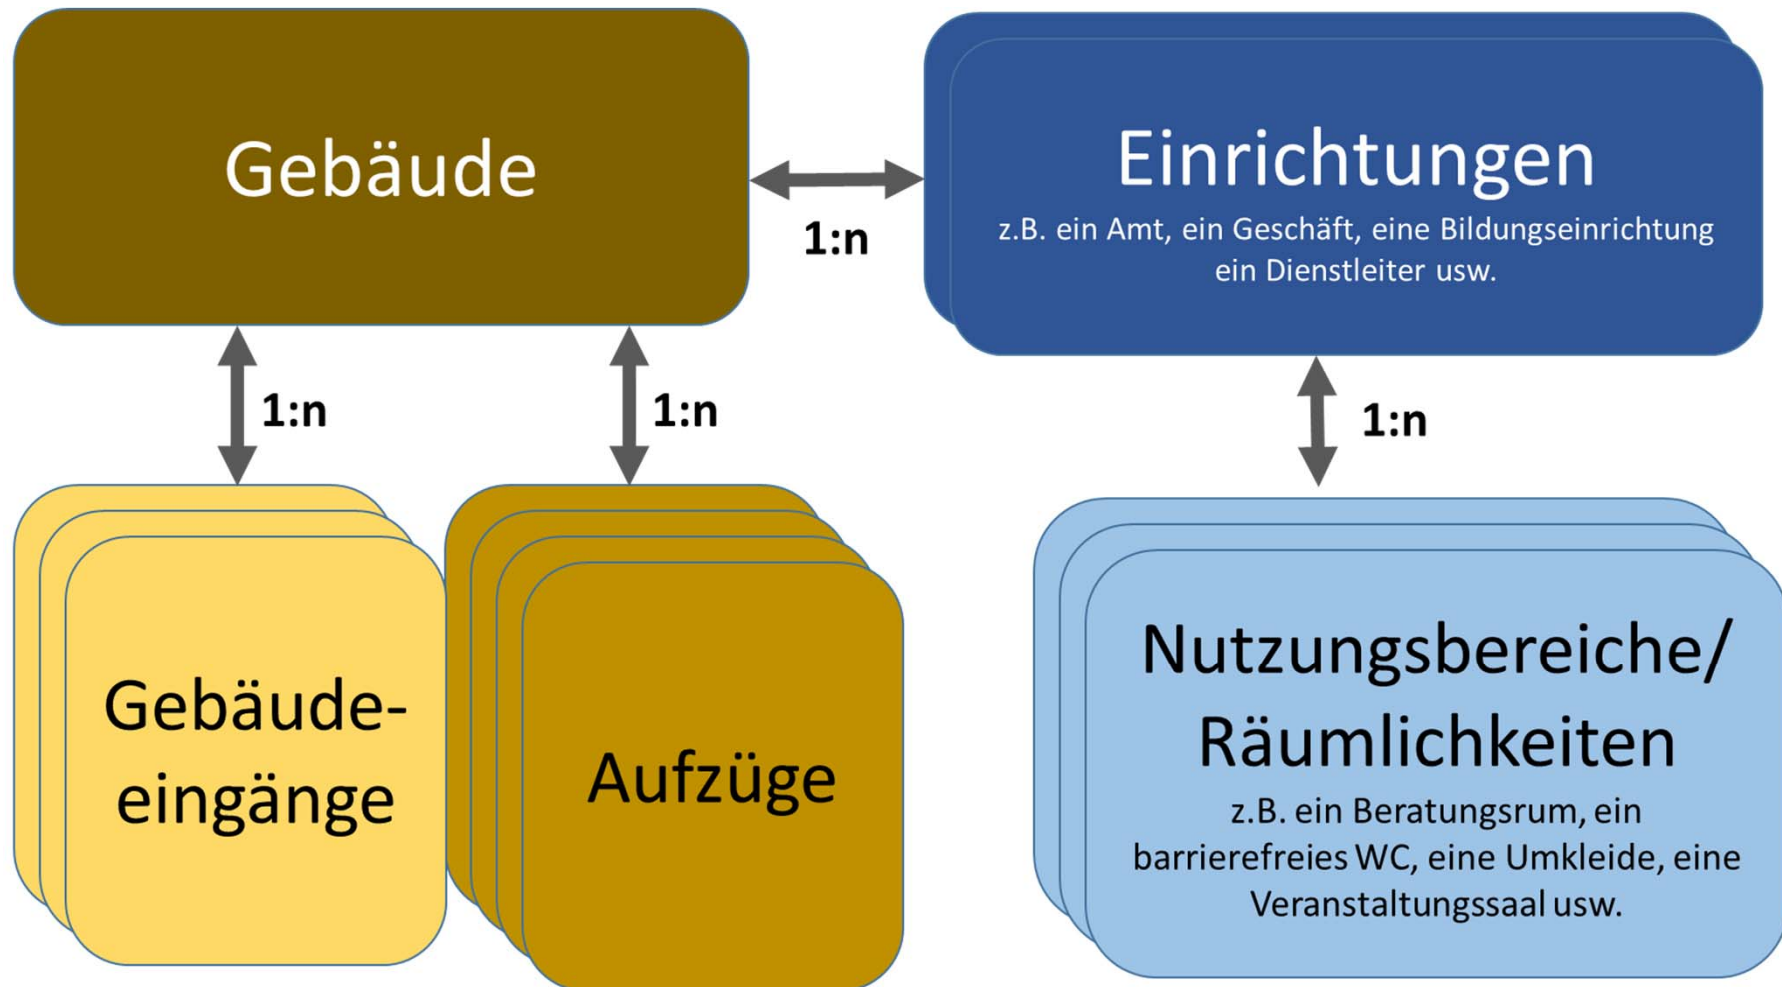 Gebäude
1:n
Einrichtungen
z.B. ein Amt, ein Geschäft, eine Bildungseinrichtung
ein Dienstleiter usw.
1:n
1:n
1:n
Gebäude-
eingänge
Aufzüge
Nutzungsbereiche/
Räumlichkeiten
z.B. ein Beratungsrum, ein
barrierefreies WC, eine Umkleide, eine
Veranstaltungssaal usw.